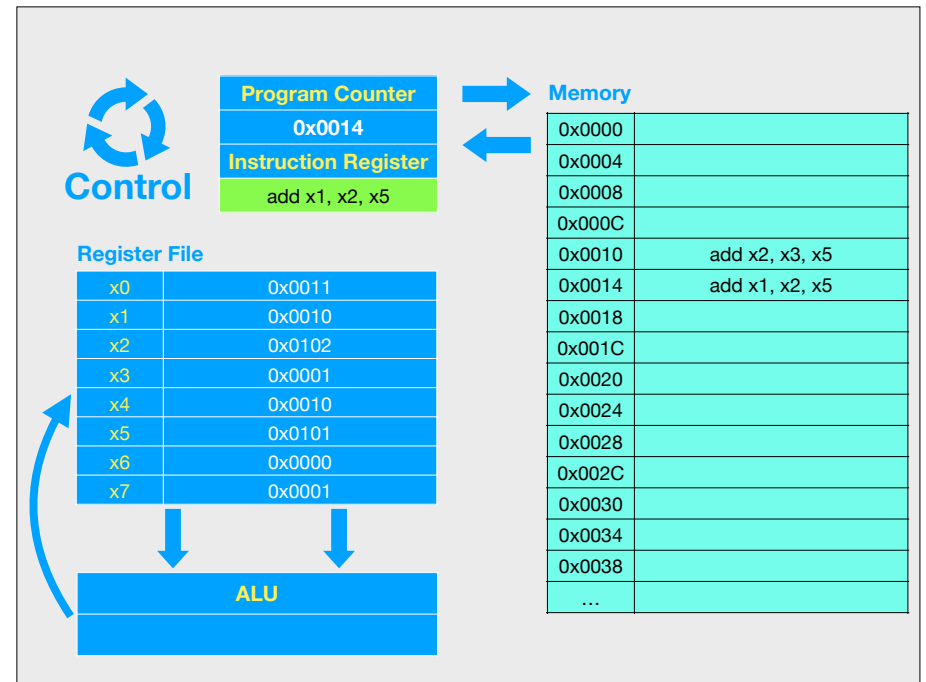 Program Counter
0x0014
Instruction Register
add x1, x2, x5
Control
Memory
0x0000
0x0004
0x0008
0x000C
0x0010 add x2, x3, x5
0x0014 add x1, x2, x5
0x0018
0x001C
0x0020
0x0024
0x0028
0x002C
0x0030
0x0034
0x0038
…
Register File
x0 0x0011
x1 0x0010
x2 0x0102
x3 0x0001
x4 0x0010
x5 0x0101
x6 0x0000
x7 0x0001
ALU